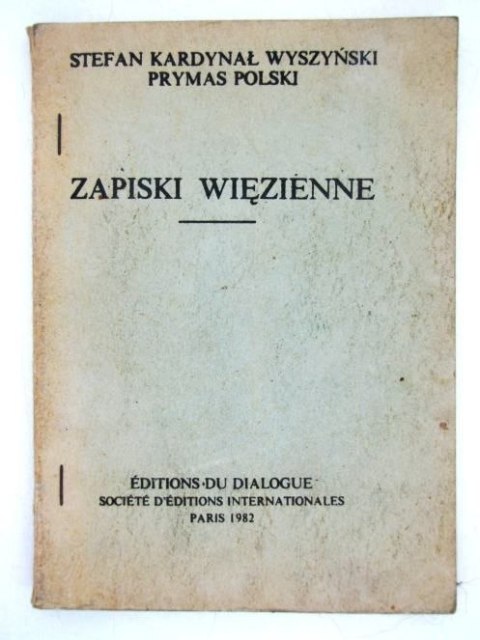 STEFAN KARDYNAŁ WYSZYŃSKI
PRYMAS POLSKI
ZAPISKI WIĘZIENNE
ÉDITIONS·DU DIALOGUE
SOCIÉTÉ D'ÉDITIONS INTERNATIONALES
PARIS 1982